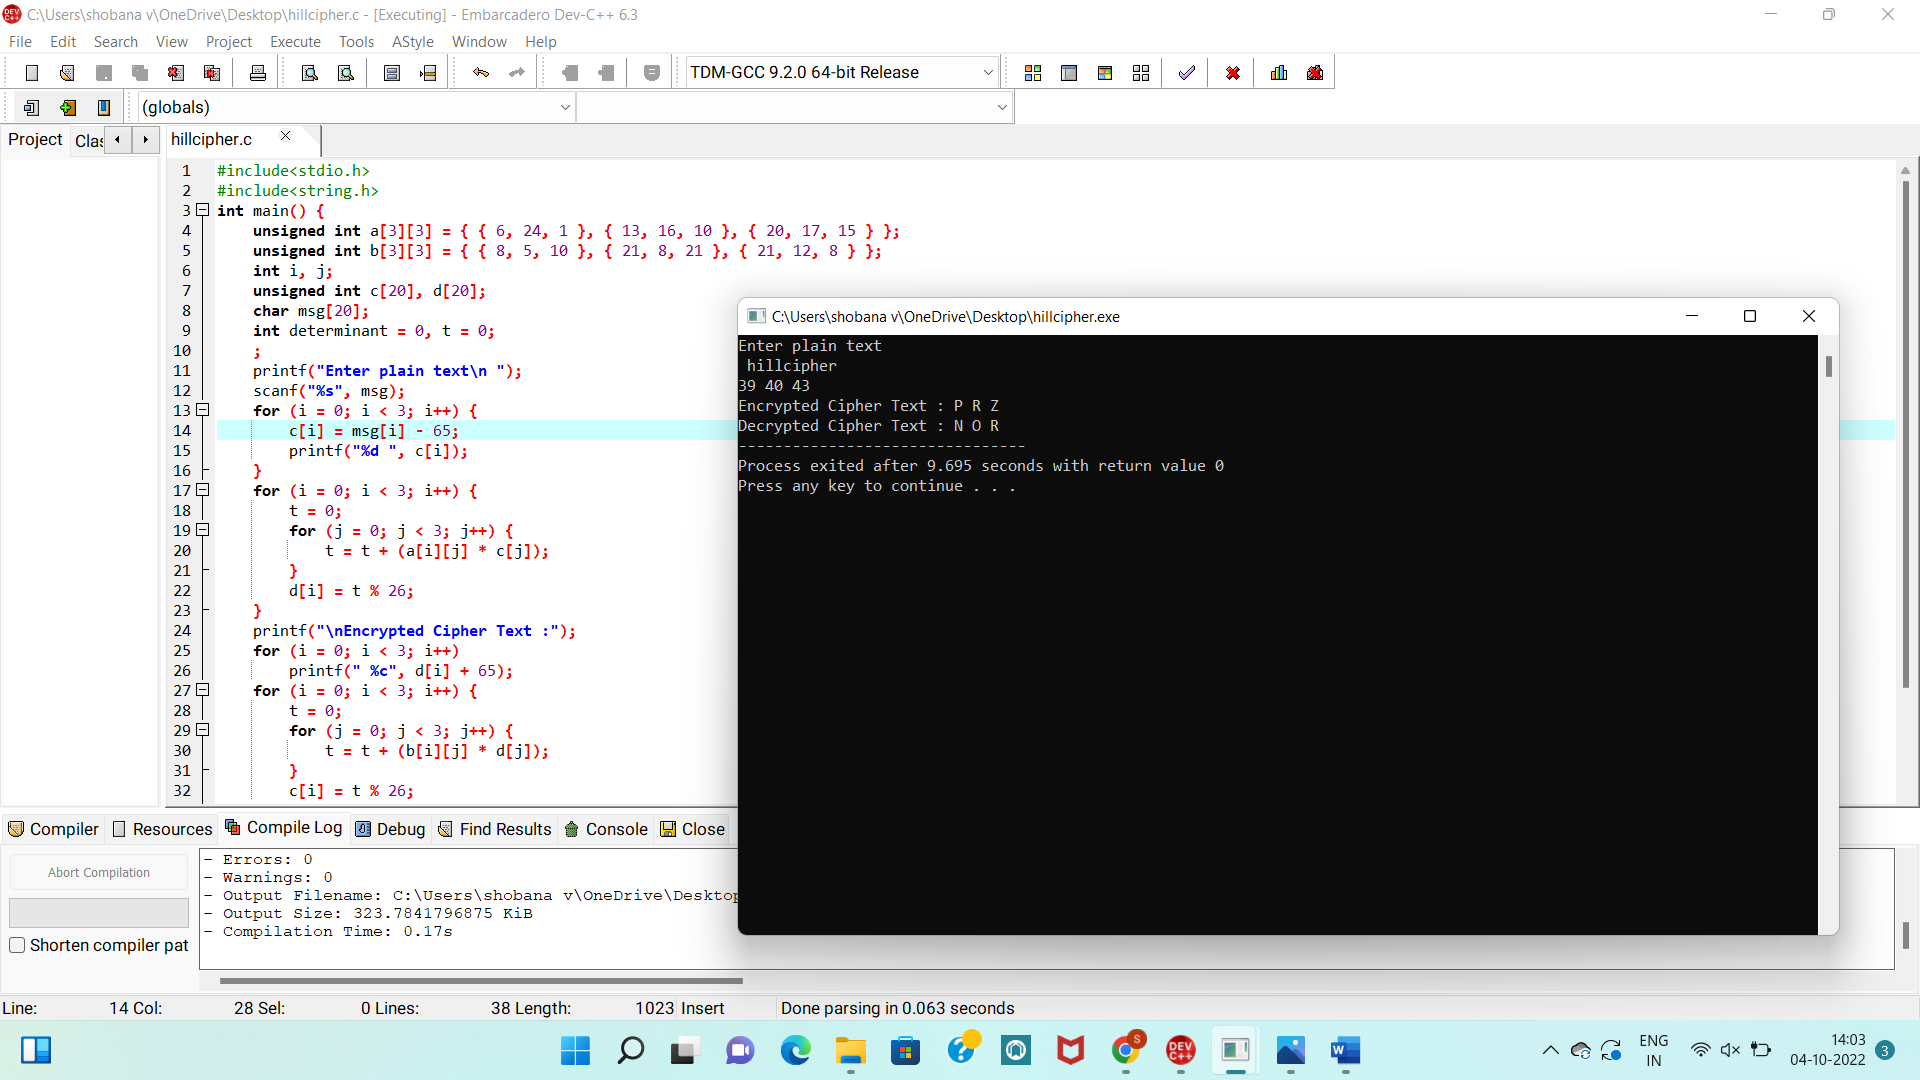 C:\Users\shobana v\OneDrive\Desktop\hillcipher.c - [Executing] - Embarcadero Dev-C++ 6.3
File Edit Search View Project Execute Tools AStyle Window Help
TDM-GCC 9.2.0 64-bit Release
(globals)
Project Clas hillcipher.c
1 #include<stdio.h>
2 #include<string.h>
3 int main() {
4 unsigned int a[3][3] = { { 6, 24, 1 }, { 13, 16, 10 }, { 20, 17, 15 } };
5 unsigned int b[3][3] = { { 8, 5, 10 }, { 21, 8, 21 }, { 21, 12, 8 } };
6 int i, j;
7 unsigned int c[20], d[20];
8 char msg[20];
9 int determinant = 0, t = 0;
10 ;
11 printf("Enter plain text\n ");
12 scanf("%s", msg);
13 for (i = 0; i < 3; i++) {
14 c[i] = msg[i] - 65;
15 printf("%d ", c[i]);
16 }
17 for (i = 0; i < 3; i++) {
18 t = 0;
19 for (j = 0; j < 3; j++) {
20 t = t + (a[i][j] * c[j]);
21 }
22 d[i] = t % 26;
23 }
24 printf("\nEncrypted Cipher Text :");
25 for (i = 0; i < 3; i++)
26 printf(" %c", d[i] + 65);
27 for (i = 0; i < 3; i++) {
28 t = 0;
29 for (j = 0; j < 3; j++) {
30 t = t + (b[i][j] * d[j]);
31 }
32 c[i] = t % 26;
C:\Users\shobana v\OneDrive\Desktop\hillcipher.exe
Enter plain text
hillcipher
39 40 43
Encrypted Cipher Text : P R Z
Decrypted Cipher Text : N O R
--------------------------------
Process exited after 9.695 seconds with return value 0
Press any key to continue . . .
Compiler Resources Compile Log Debug Find Results Console Close
Abort Compilation
Shorten compiler pat
- Errors: 0
- Warnings: 0
- Output Filename: C:\Users\shobana v\OneDrive\Desktop
- Output Size: 323.7841796875 KiB
- Compilation Time: 0.17s
Line: 14 Col: 28 Sel: 0 Lines: 38 Length: 1023 Insert Done parsing in 0.063 seconds
ENG
IN
14:03
04-10-2022
3